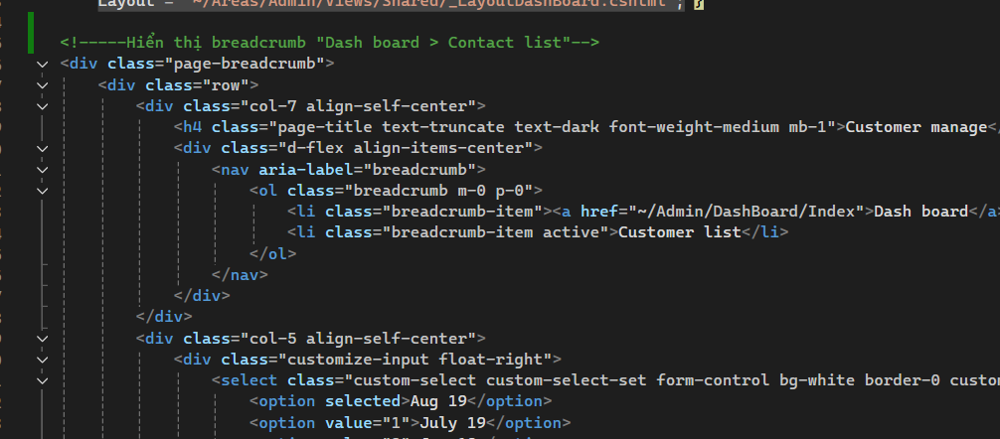 Layout = "~/Areas/Admin/Views/Shared/_LayoutDashBoard.cshtml"; }
<!-----Hiển thị breadcrumb "Dash board > Contact list"-->
<div class="page-breadcrumb">
<div class="row">
<div class="col-7 align-self-center">
<h4 class="page-title text-truncate text-dark font-weight-medium mb-1">Customer manage</
<div class="d-flex align-items-center">
<nav aria-label="breadcrumb">
<ol class="breadcrumb m-0 p-0">
<li class="breadcrumb-item"><a href="~/Admin/DashBoard/Index">Dash board</a>
<li class="breadcrumb-item active">Customer list</li>
</ol>
</nav>
</div>
</div>
<div class="col-5 align-self-center">
<div class="customize-input float-right">
<select class="custom-select custom-select-set form-control bg-white border-0 custom
<option selected>Aug 19</option>
<option value="1">July 19</option>